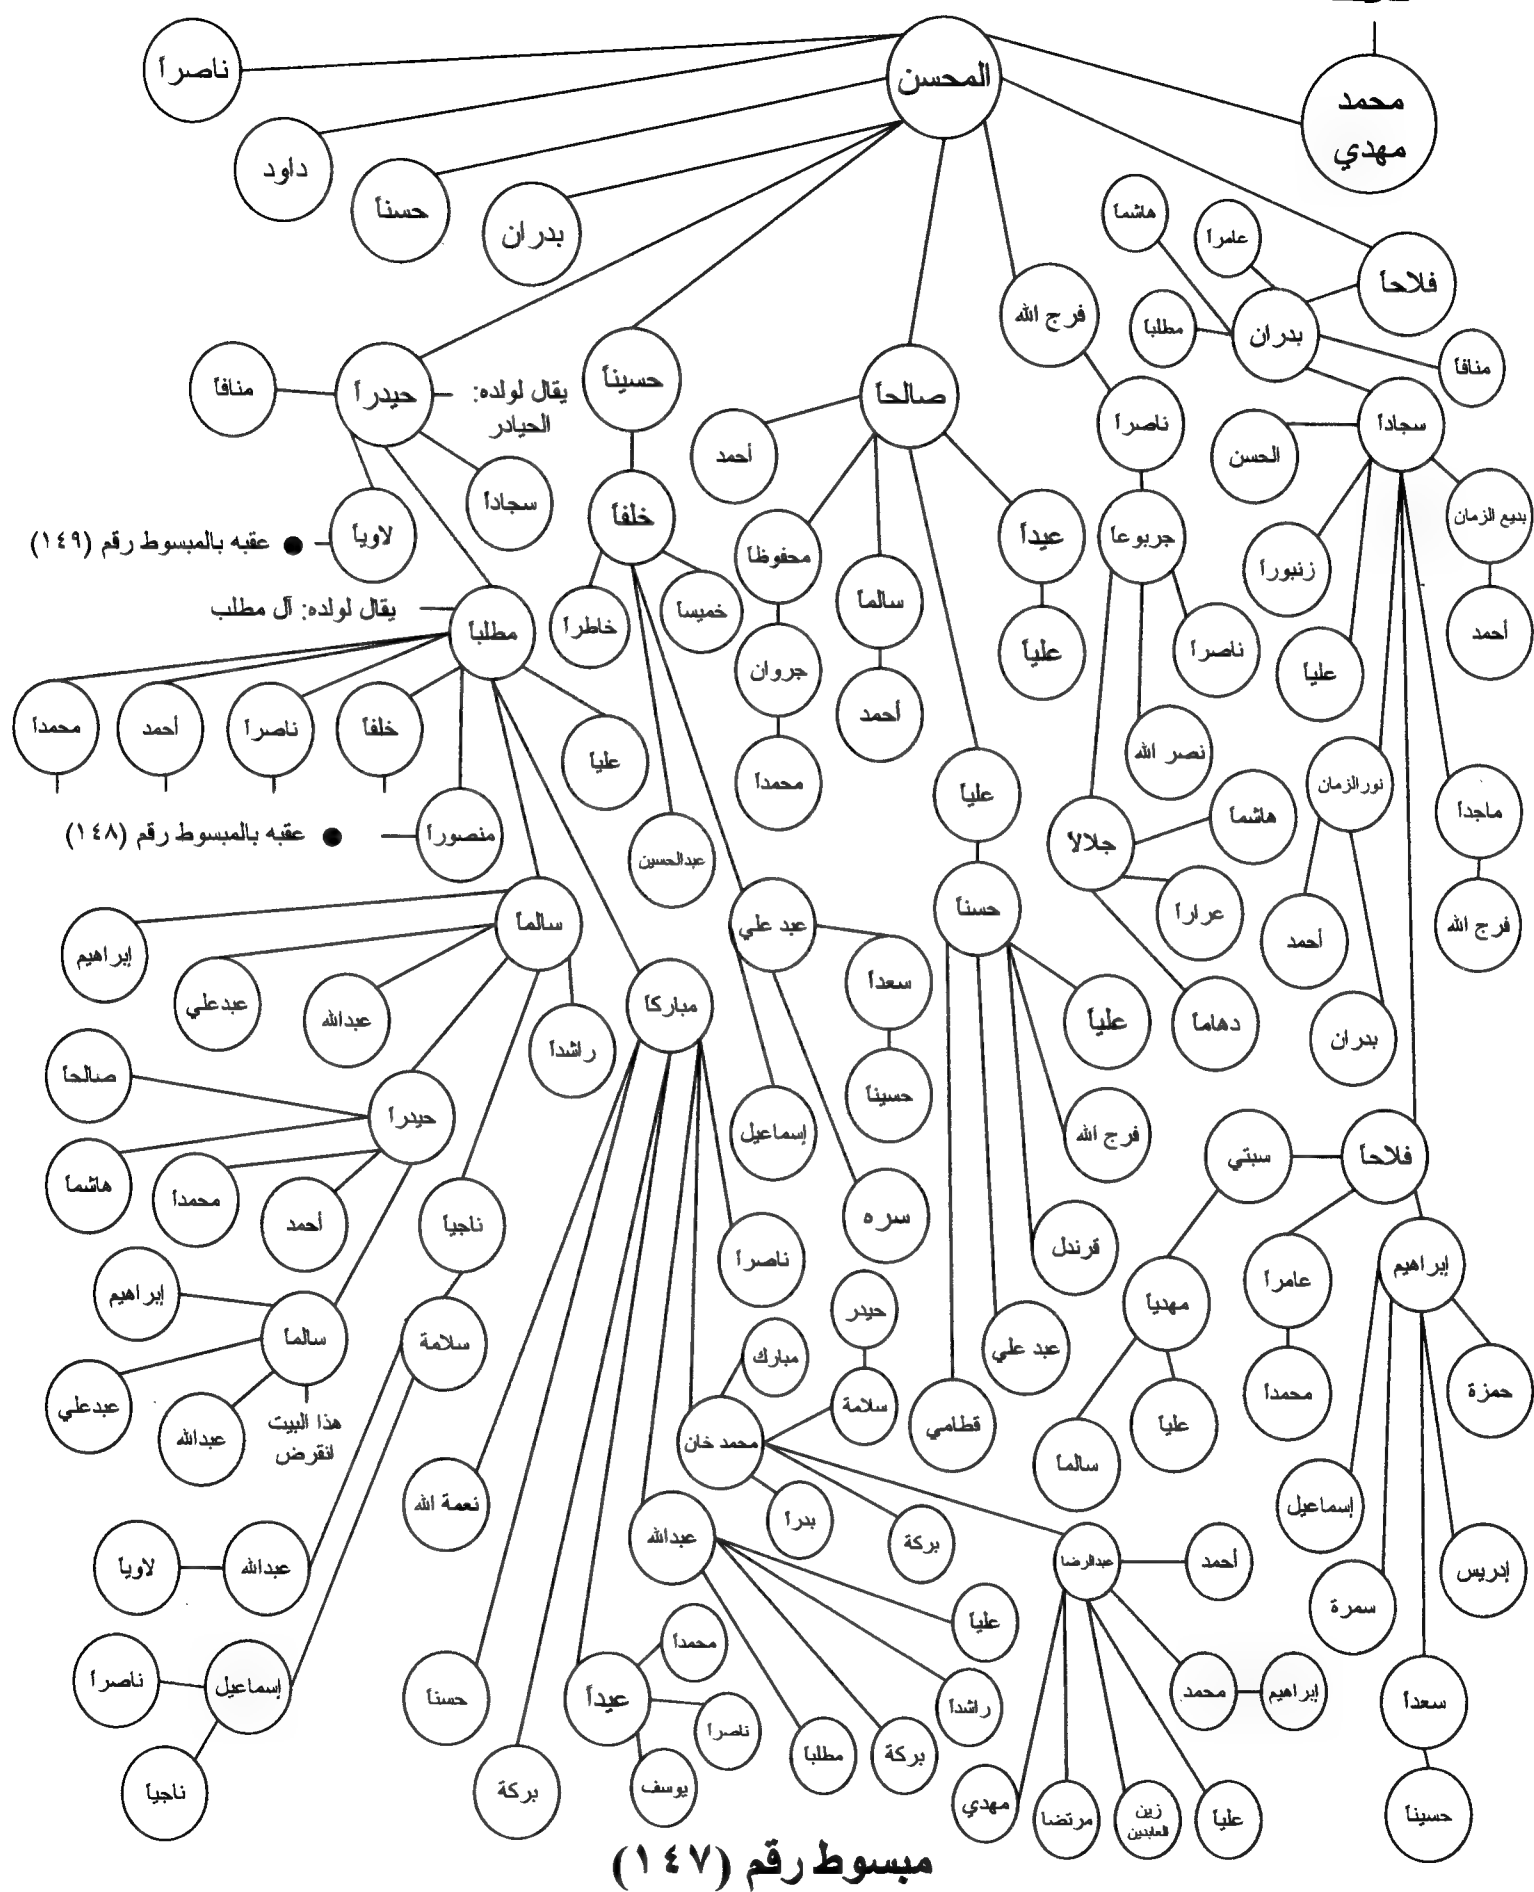 المحسن
محمد
مهدي
ناصراً
داود
حسناً
بدران
هاشماً
عامراً
فلاحاً
فرج الله
مطلباً
بدران
منافاً
منافاً
حيدراً
يقال لولده:
الحيادر
حسيناً
صالحاً
ناصراً
سجاداً
الحسن
أحمد
بديع الزمان
لاوياً
عقبه بالمبسوط رقم (١٤٩)
سجاداً
خلفاً
محفوظاً
عيداً
جربوعاً
زنبوراً
يقال لولده: آل مطلب
مطلباً
خاطراً
خميساً
سالماً
جروان
علياً
ناصراً
علياً
أحمد
محمداً
أحمد
ناصراً
خلفاً
علياً
أحمد
محمداً
نصر الله
علياً
نور الزمان
ماجداً
عقبه بالمبسوط رقم (١٤٨)
منصوراً
عبدالحسين
جلالاً
هاشماً
سالماً
عبد علي
حسناً
عراراً
أحمد
فرج الله
إبراهيم
عبدعلي
عبدالله
راشداً
مباركاً
سعداً
علياً
دهاماً
بدران
صالحاً
حيدراً
حسيناً
إسماعيل
فرج الله
سبتي
فلاحاً
هاشماً
محمداً
أحمد
ناجياً
سره
ناصراً
قرندل
إبراهيم
عامراً
إبراهيم
سالماً
سلامة
حيدر
مبارك
عبد علي
مهدياً
عبدعلي
عبدالله
هذا البيت
انقرض
محمد خان
سلامة
قطامي
علياً
محمداً
حمزة
سالماً
نعمة الله
عبدالله
بدراً
بركة
إسماعيل
لاوياً
عبدالله
عبدالرضا
أحمد
إدريس
سمرة
علياً
محمداً
ناصراً
إسماعيل
حسناً
عيداً
ناصراً
راشداً
محمد
إبراهيم
سعداً
ناجياً
بركة
يوسف
مطلباً
بركة
مهدي
مرتضا
زين
العابدين
علياً
حسيناً
مبسوط رقم (١٤٧)